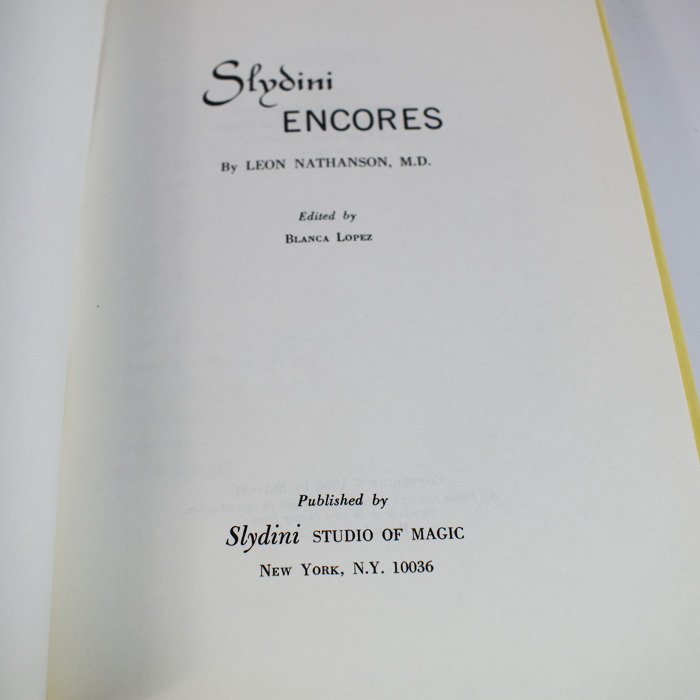 Slydini
ENCORES
By LEON NATHANSON, M.D.
Edited by
BLANCA LOPEZ
Published by
Slydini STUDIO OF MAGIC
NEW YORK, N.Y. 10036